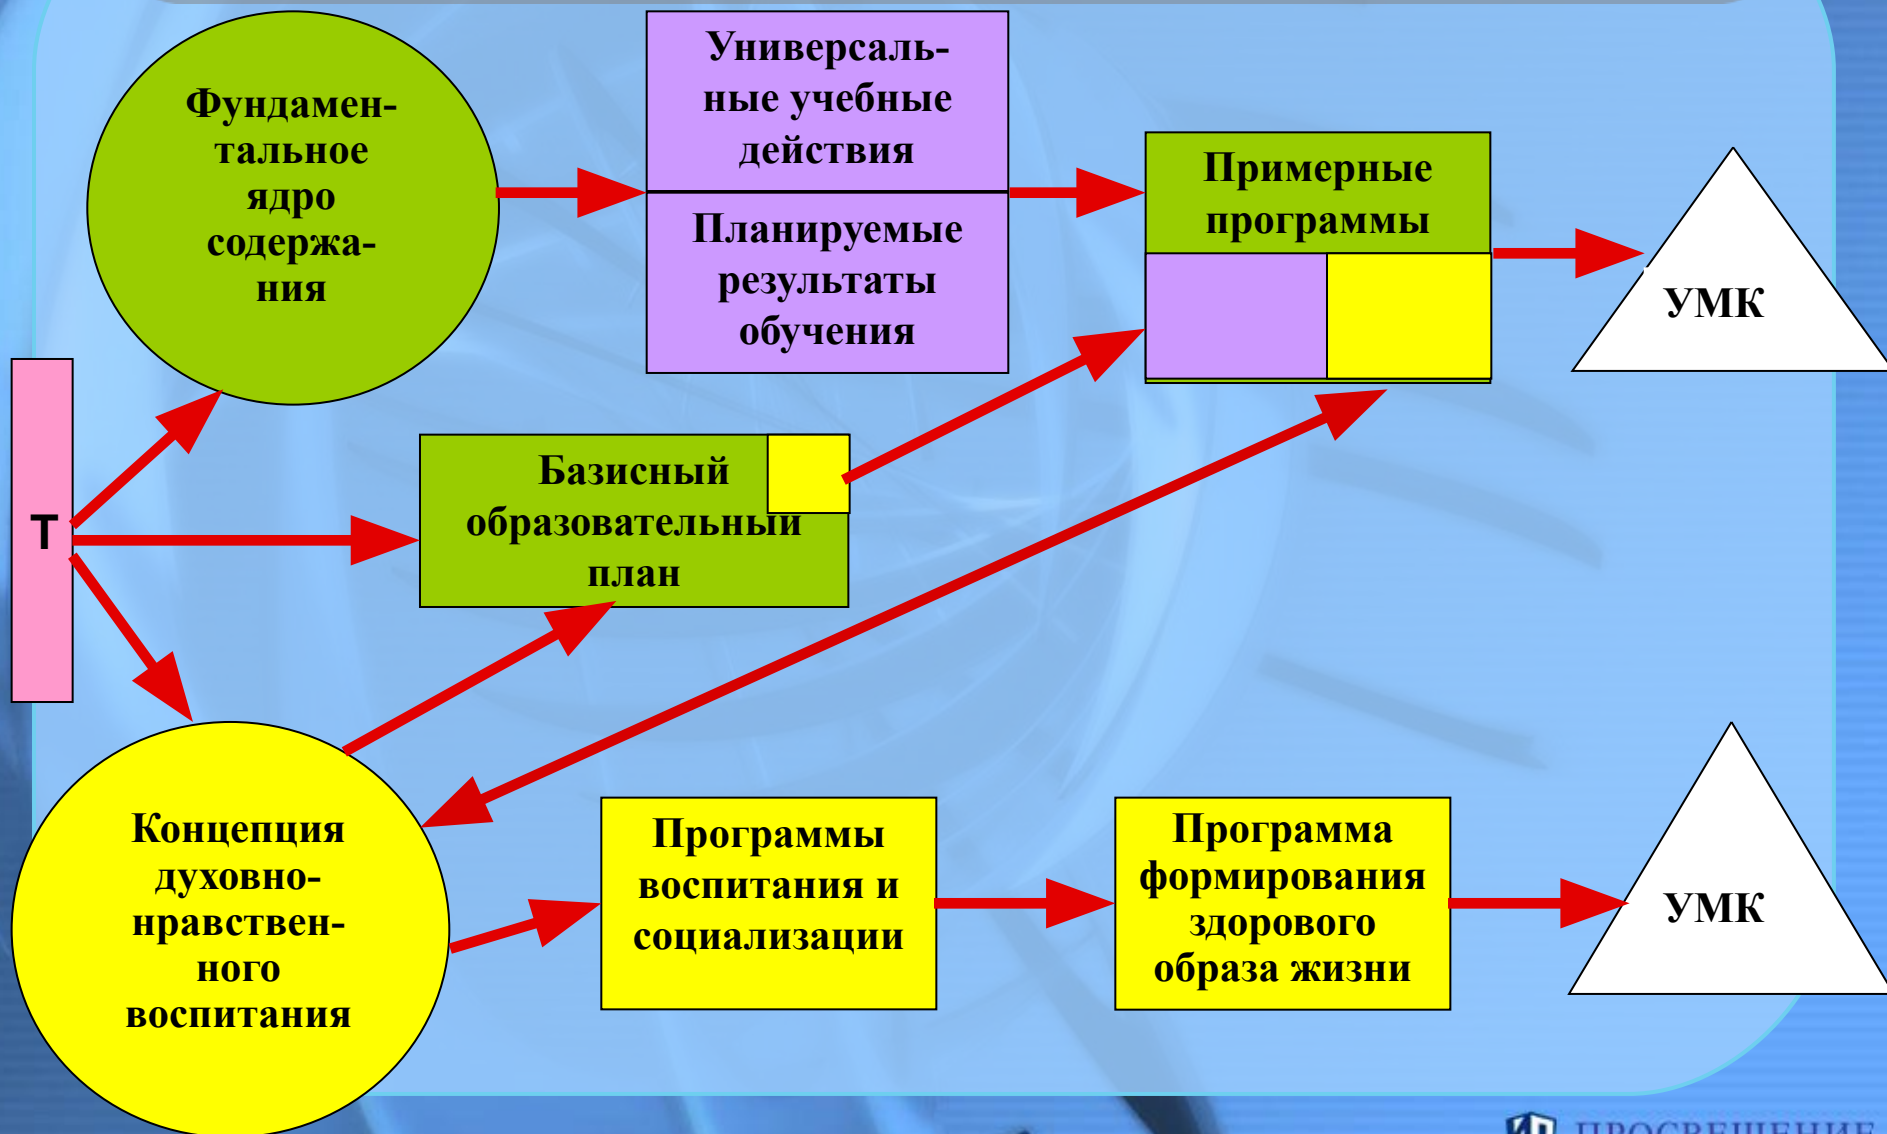 Фундамен-
тальное
ядро
содержа-
ния
Универсаль-
ные учебные
действия
Планируемые
результаты
обучения
Примерные
программы
УМК
Т
Базисный
образовательный
план
Концепция
духовно-
нравствен-
ного
воспитания
Программы
воспитания и
социализации
Программа
формирования
здорового
образа жизни
УМК
ПРОСВЕЩЕНИЕ